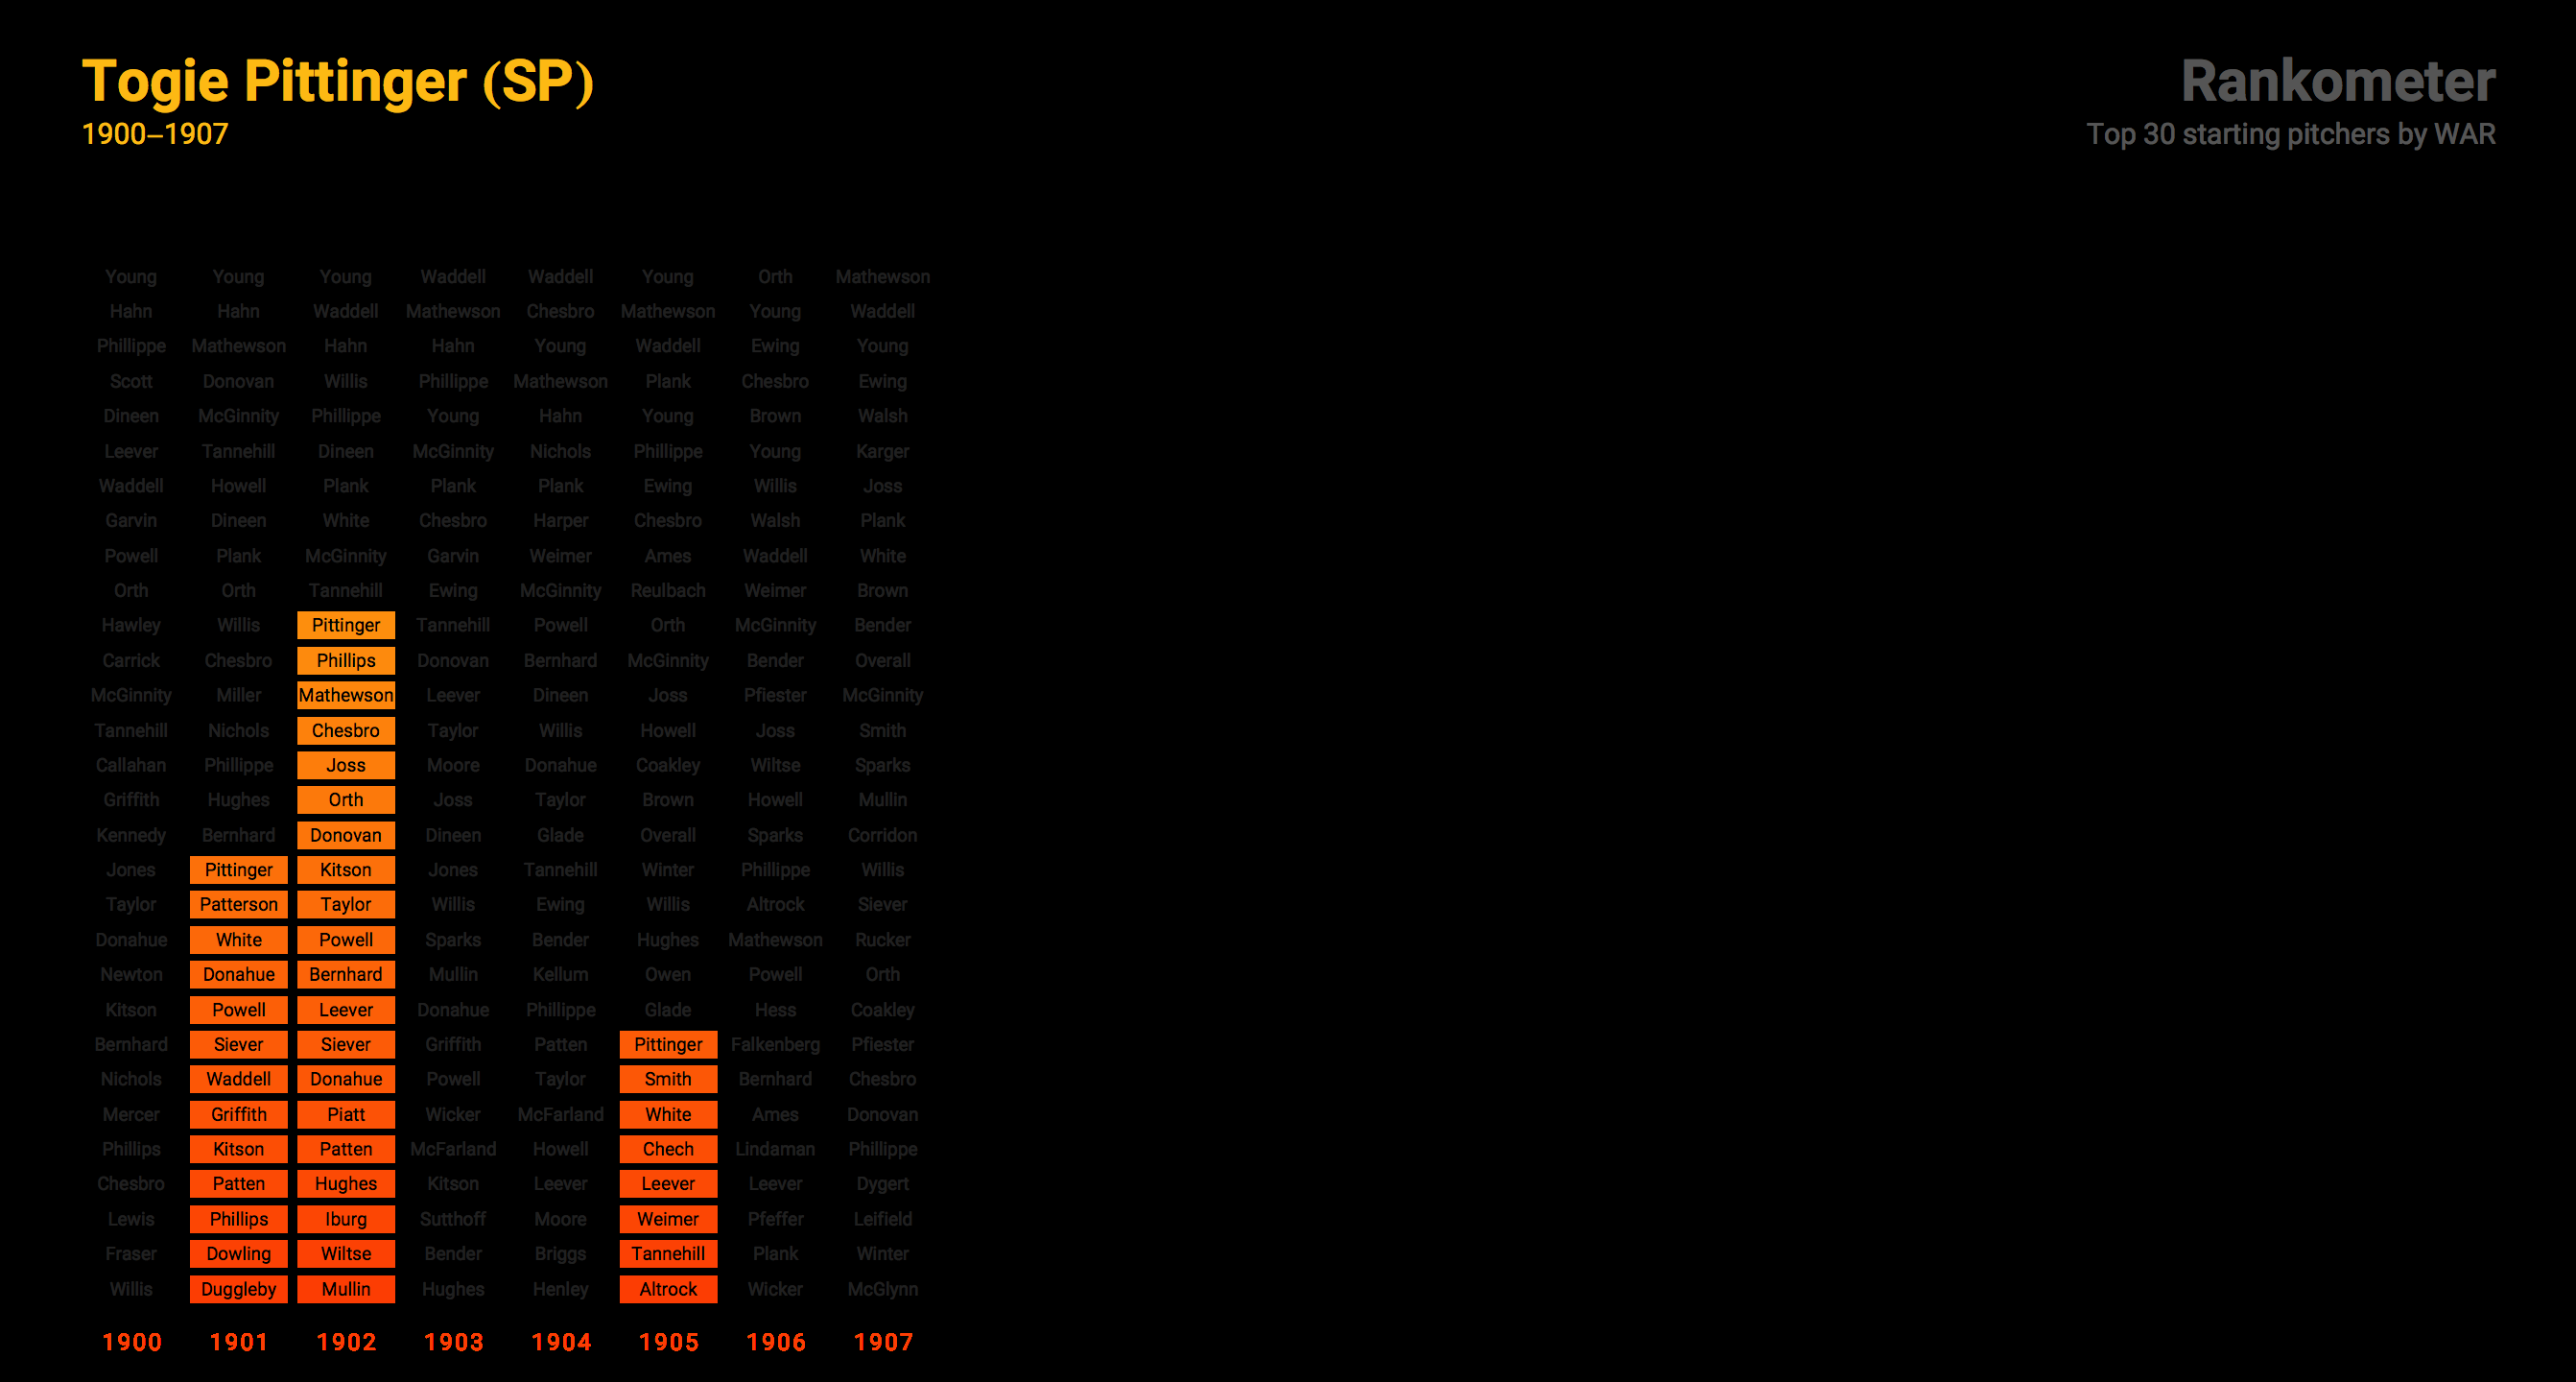 Togie Pittinger (SP)
1900–1907
Rankometer
Top 30 starting pitchers by WAR
Young Young Young Waddell Waddell Young Orth Mathewson
Hahn Hahn Waddell Mathewson Chesbro Mathewson Young Waddell
Phillippe Mathewson Hahn Hahn Young Waddell Ewing Young
Scott Donovan Willis Phillippe Mathewson Plank Chesbro Ewing
Dineen McGinnity Phillippe Young Hahn Young Brown Walsh
Leever Tannehill Dineen McGinnity Nichols Phillippe Young Karger
Waddell Howell Plank Plank Plank Ewing Willis Joss
Garvin Dineen White Chesbro Harper Chesbro Walsh Plank
Powell Plank McGinnity Garvin Weimer Ames Waddell White
Orth Orth Tannehill Ewing McGinnity Reulbach Weimer Brown
Hawley Willis Pittinger Tannehill Powell Orth McGinnity Bender
Carrick Chesbro Phillips Donovan Bernhard McGinnity Bender Overall
McGinnity Miller Mathewson Leever Dineen Joss Pfiester McGinnity
Tannehill Nichols Chesbro Taylor Willis Howell Joss Smith
Callahan Phillippe Joss Moore Donahue Coakley Wiltse Sparks
Griffith Hughes Orth Joss Taylor Brown Howell Mullin
Kennedy Bernhard Donovan Dineen Glade Overall Sparks Corridon
Jones Pittinger Kitson Jones Tannehill Winter Phillippe Willis
Taylor Patterson Taylor Willis Ewing Willis Altrock Siever
Donahue White Powell Sparks Bender Hughes Mathewson Rucker
Newton Donahue Bernhard Mullin Kellum Owen Powell Orth
Kitson Powell Leever Donahue Phillippe Glade Hess Coakley
Bernhard Siever Siever Griffith Patten Pittinger Falkenberg Pfiester
Nichols Waddell Donahue Powell Taylor Smith Bernhard Chesbro
Mercer Griffith Piatt Wicker McFarland White Ames Donovan
Phillips Kitson Patten McFarland Howell Chech Lindaman Phillippe
Chesbro Patten Hughes Kitson Leever Leever Leever Dygert
Lewis Phillips Iburg Sutthoff Moore Weimer Pfeffer Leifield
Fraser Dowling Wiltse Bender Briggs Tannehill Plank Winter
Willis Duggleby Mullin Hughes Henley Altrock Wicker McGlynn
1900 1901 1902 1903 1904 1905 1906 1907